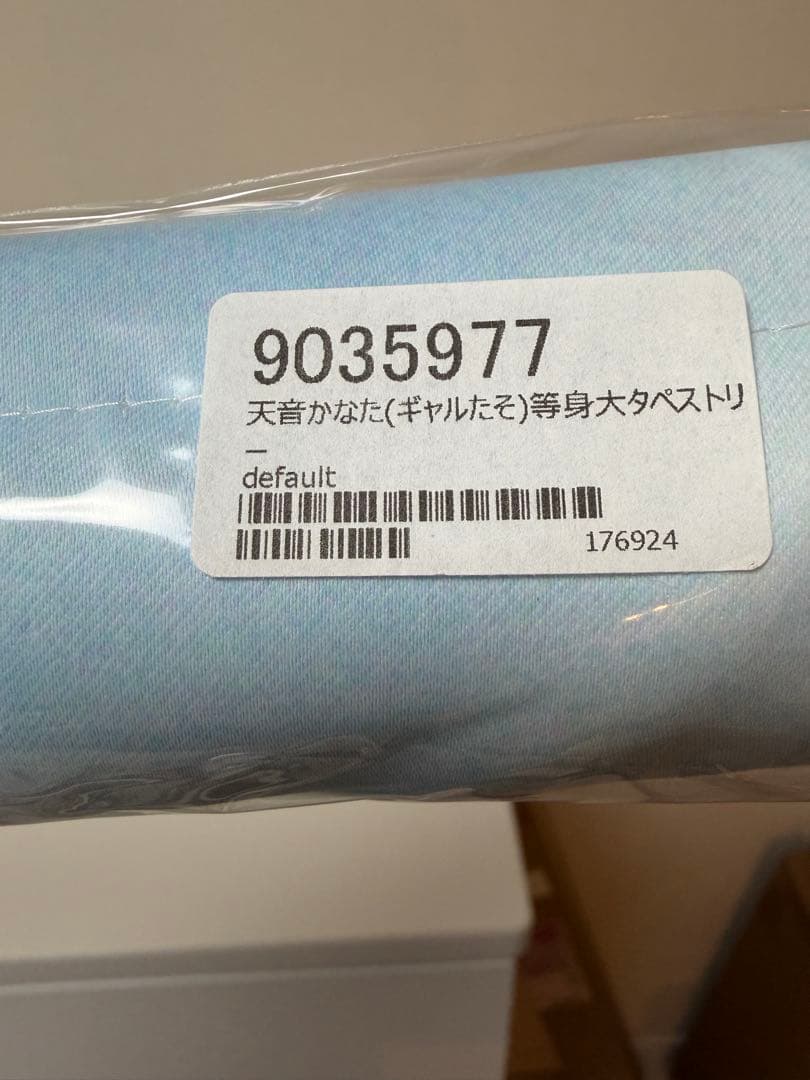 9035977
天音かなた(ギャルたそ)等身大タペストリ
ー
default
176924